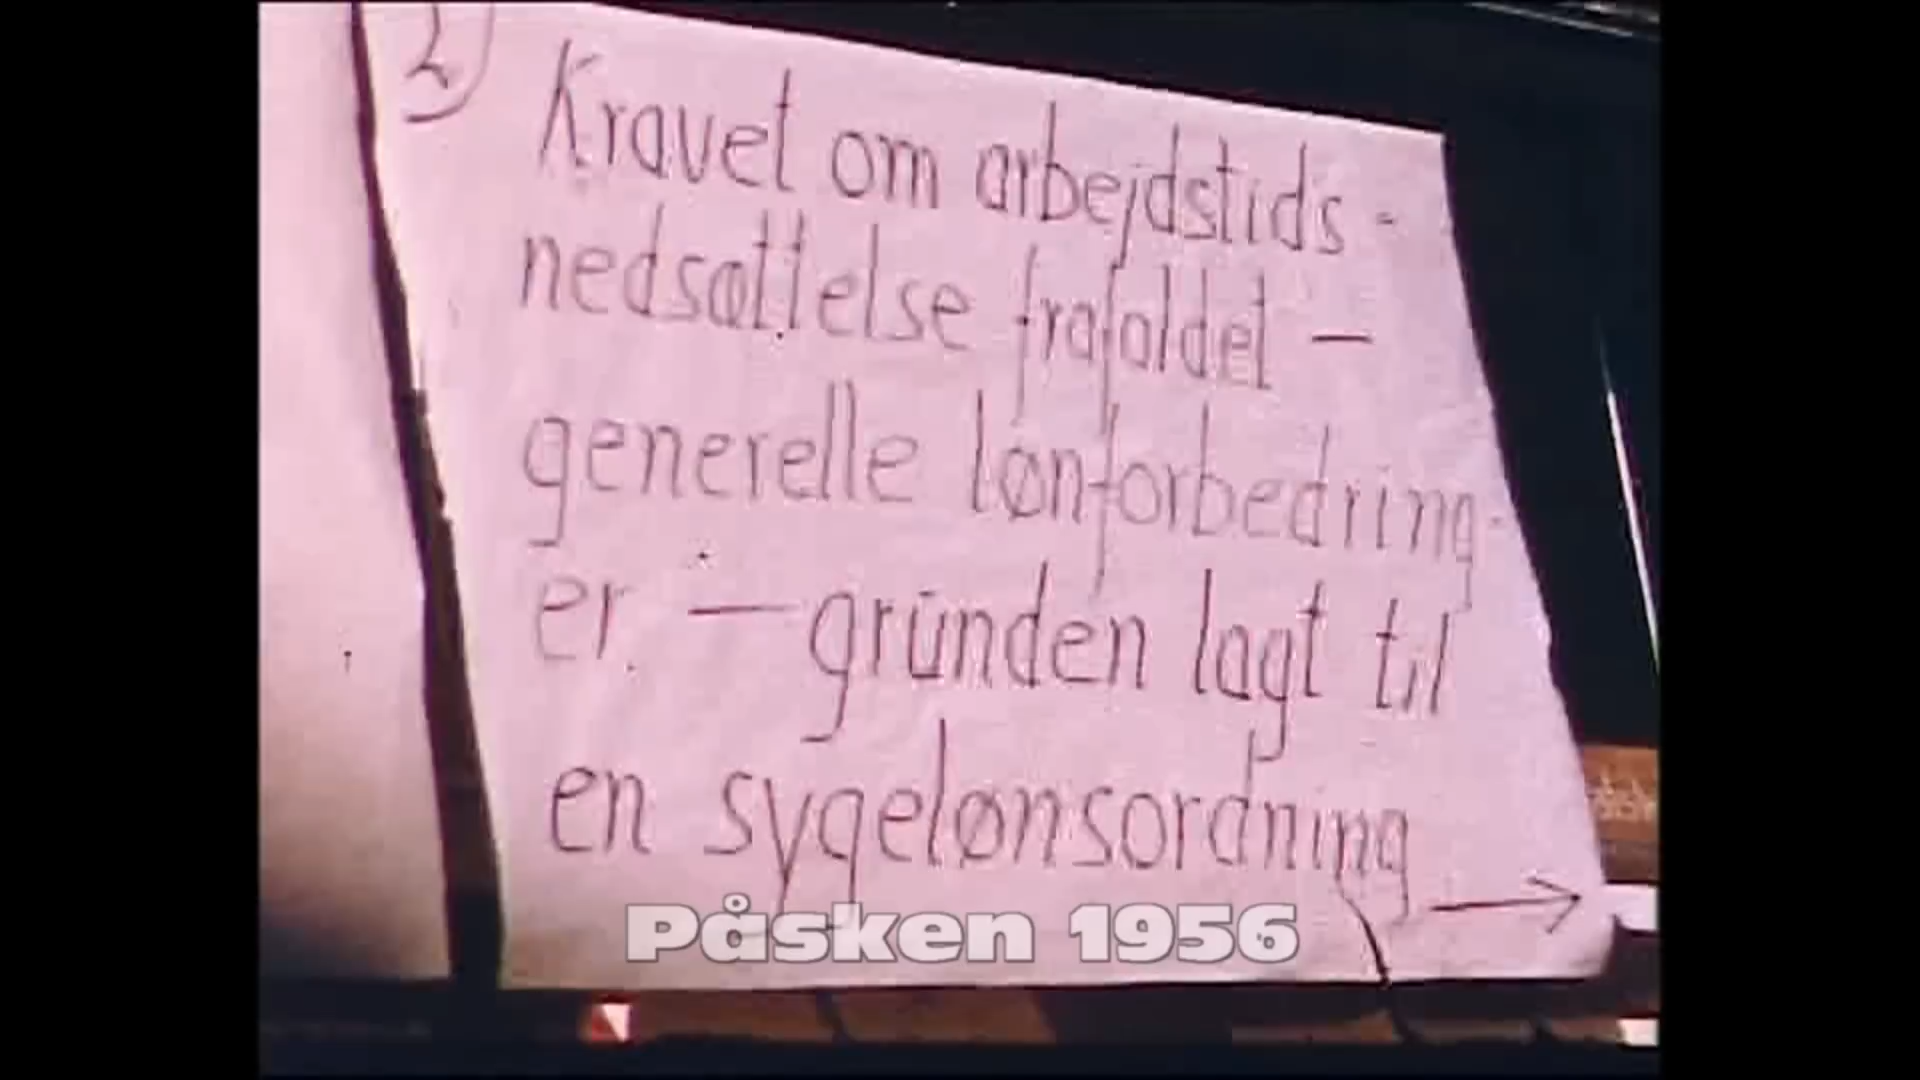 2
Kravet om arbejdstids-
nedsættelse frafaldet —
generelle lønforbedring-
er. — grunden lagt til
en sygelønsordning
→
Påsken 1956